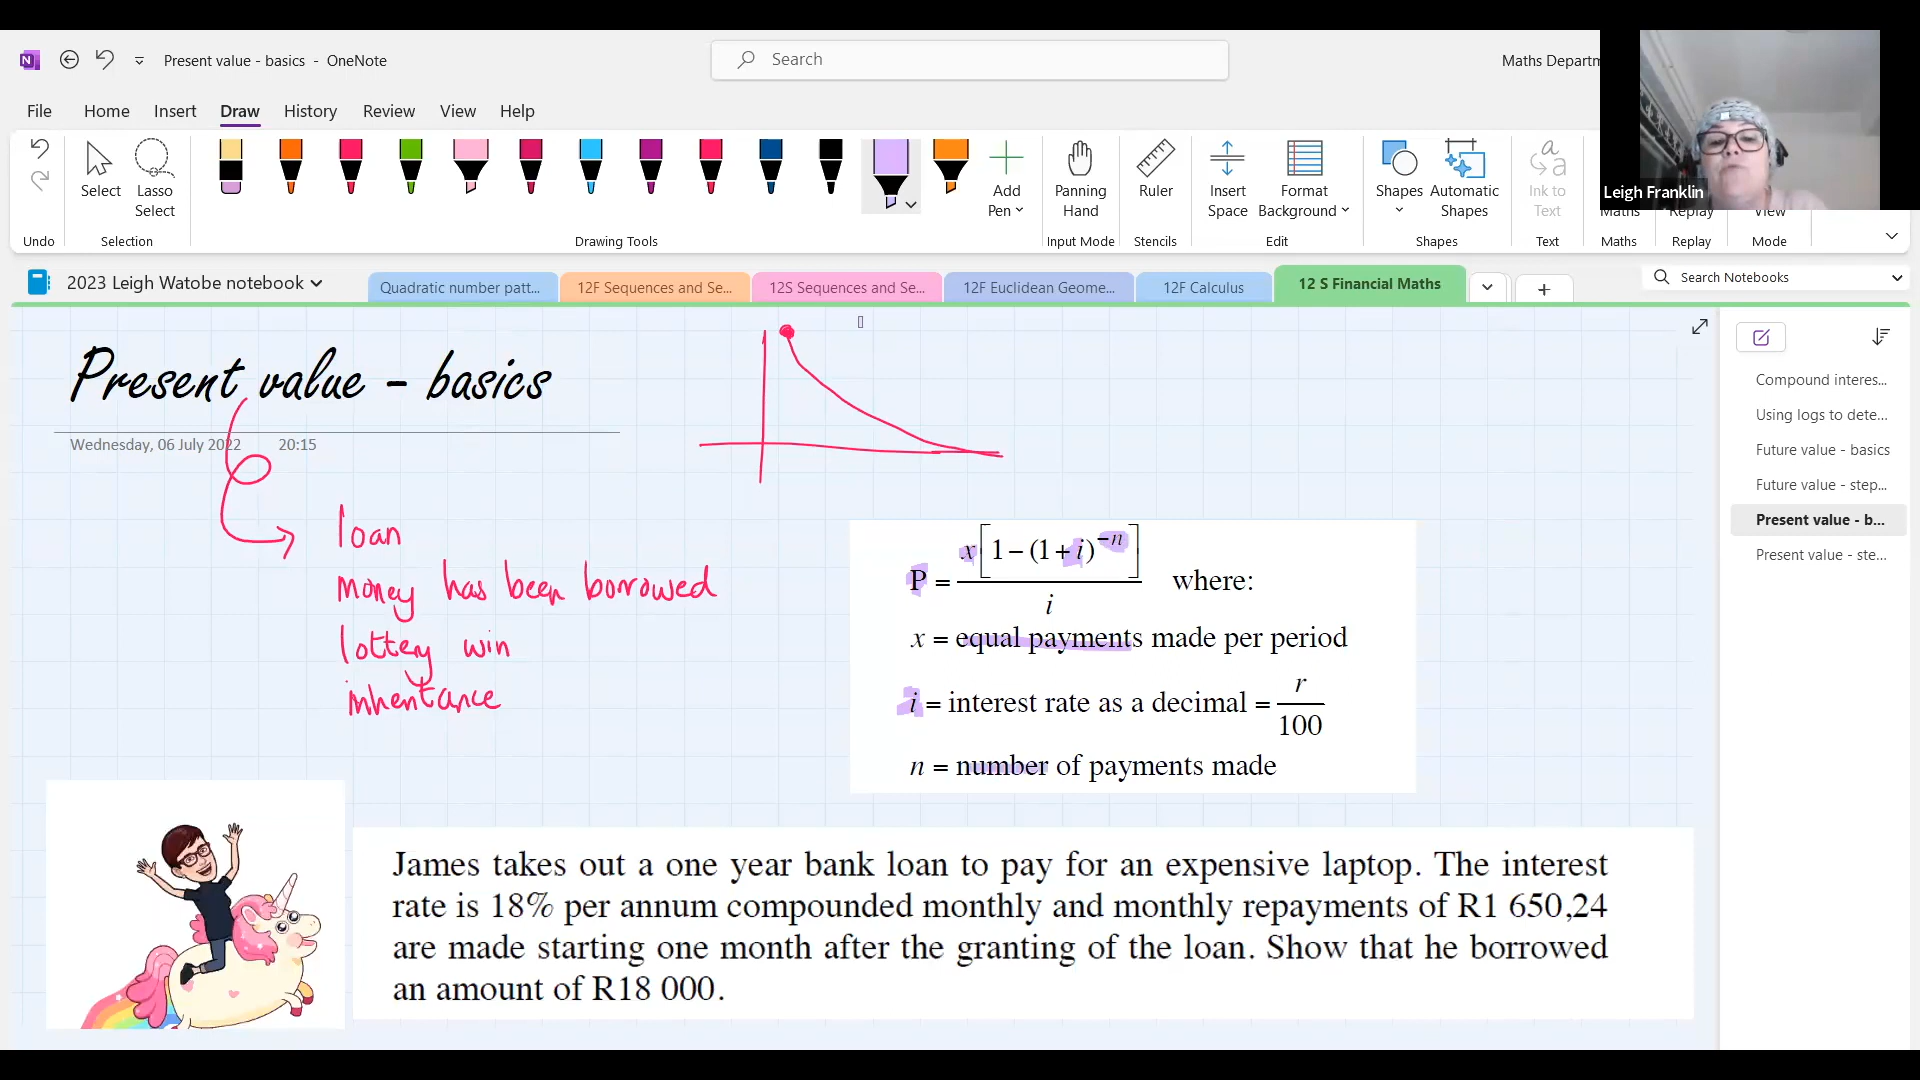 Present value - basics - OneNote
Search
Maths Departm
File Home Insert Draw History Review View Help
Select
Lasso Select
Add Pen
Panning Hand
Ruler
Insert Space
Format Background
Shapes
Automatic Shapes
Ink to Text
Maths
Replay
View
Leigh Franklin
Undo Selection Drawing Tools Input Mode Stencils Edit Shapes Text Maths Replay Mode
2023 Leigh Watobe notebook
Quadratic number patt...
12F Sequences and Se...
12S Sequences and Se...
12F Euclidean Geome...
12F Calculus
12 S Financial Maths
Search Notebooks
Present value - basics
Wednesday, 06 July 2022 20:15
loan
money has been borrowed
lottery win
inheritance
P = x[1-(1+i)^-n] / i where:
x = equal payments made per period
i = interest rate as a decimal = r/100
n = number of payments made
James takes out a one year bank loan to pay for an expensive laptop. The interest
rate is 18% per annum compounded monthly and monthly repayments of R1 650,24
are made starting one month after the granting of the loan. Show that he borrowed
an amount of R18 000.
Compound interes...
Using logs to dete...
Future value - basics
Future value - step...
Present value - b...
Present value - ste...